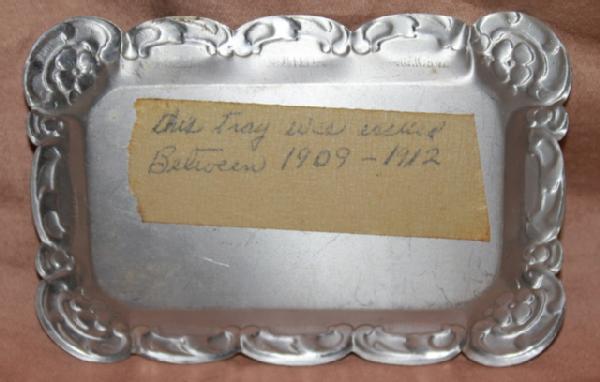 this tray was
Between 1909 - 1912